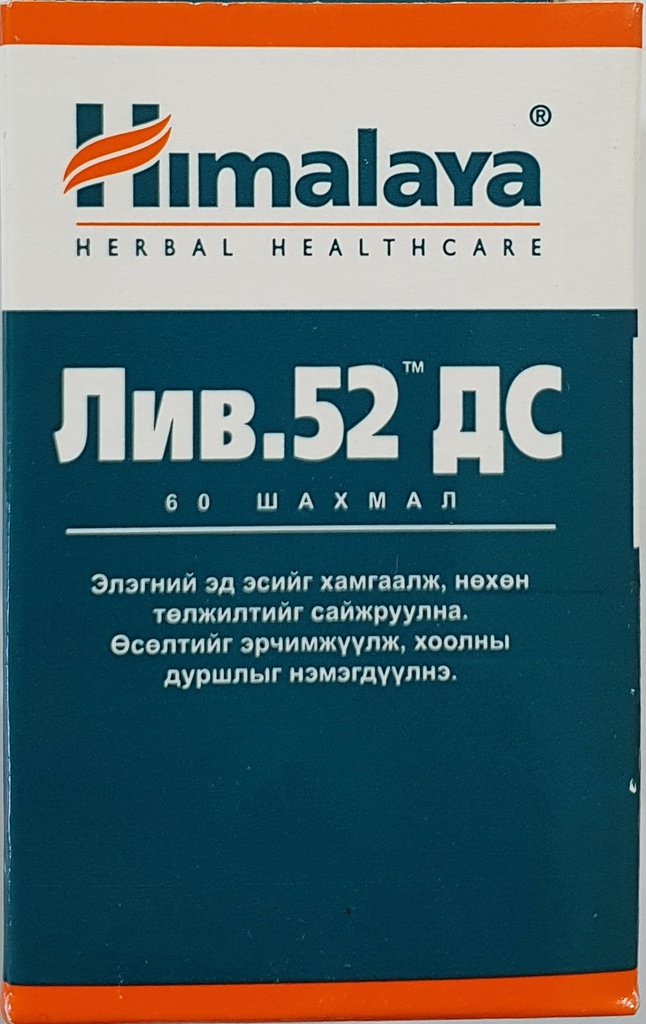 Himalaya®
HERBAL HEALTHCARE
Лив.52™ ДС
60 ШАХМАЛ
Элэгний эд эсийг хамгаалж, нөхөн
төлжилтийг сайжруулна.
Өсөлтийг эрчимжүүлж, хоолны
дуршлыг нэмэгдүүлнэ.